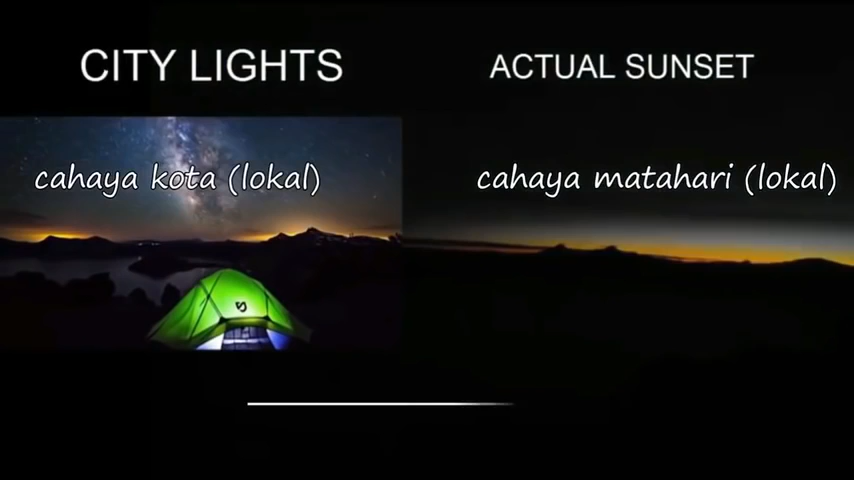 CITY LIGHTS
ACTUAL SUNSET
cahaya kota (lokal)
cahaya matahari (lokal)